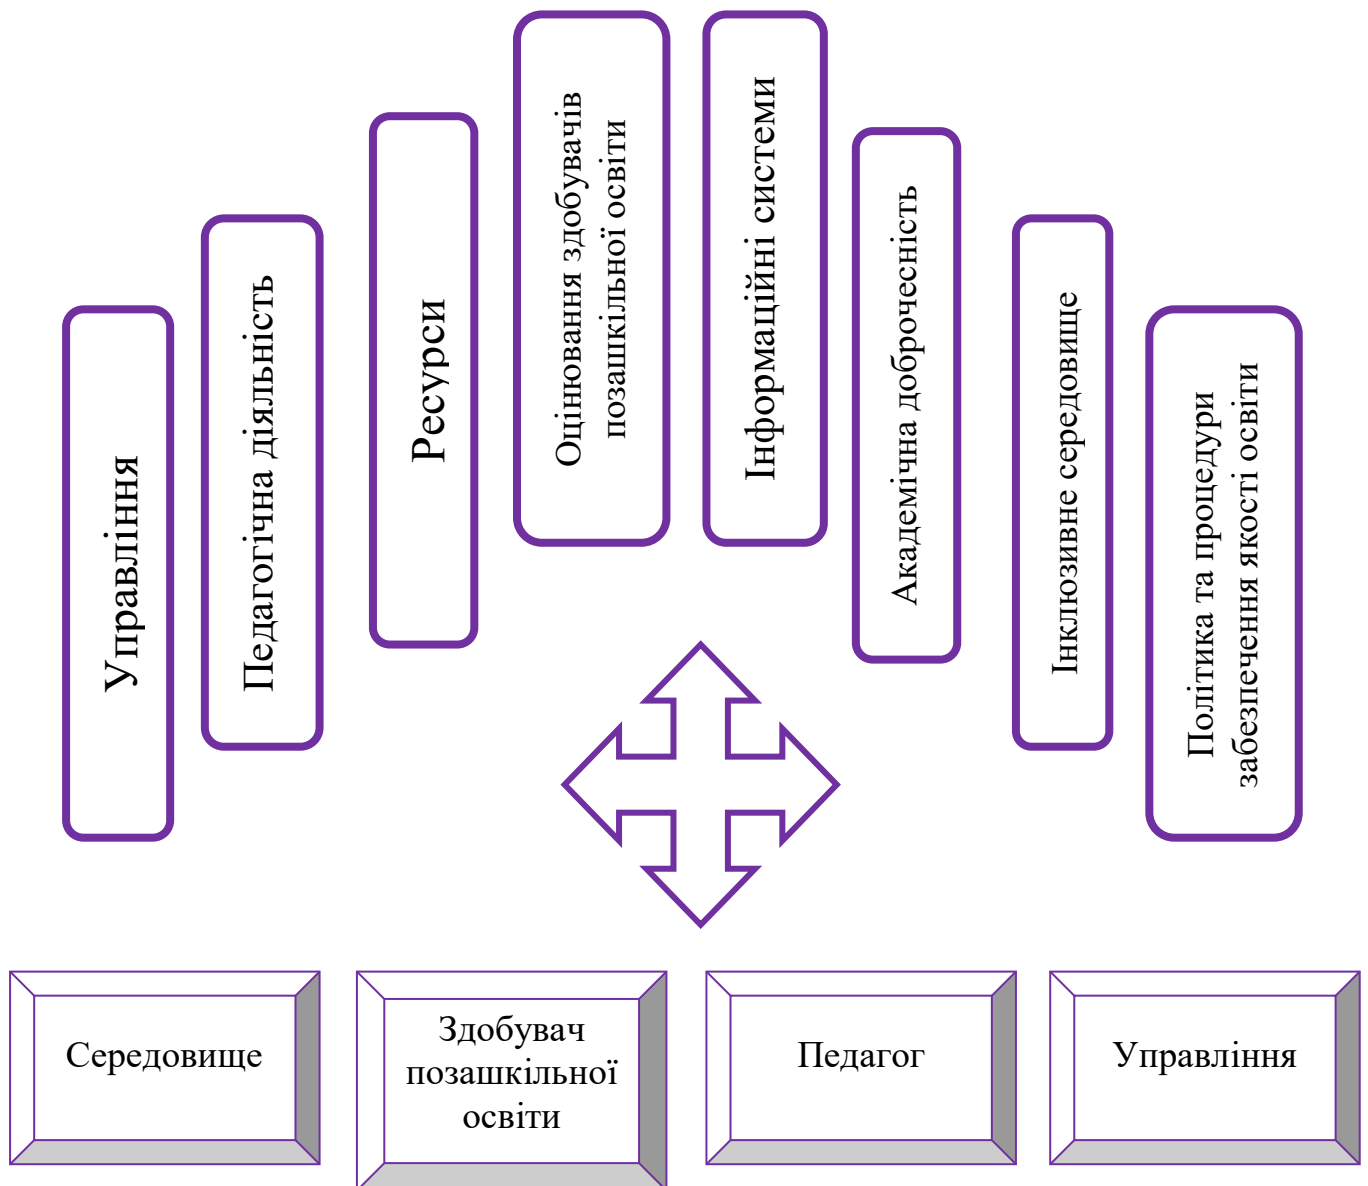 Управління
Педагогічна діяльність
Ресурси
Оцінювання здобувачів
позашкільної освіти
Інформаційні системи
Академічна доброчесність
Інклюзивне середовище
Політика та процедури
забезпечення якості освіти
Середовище
Здобувач
позашкільної
освіти
Педагог
Управління